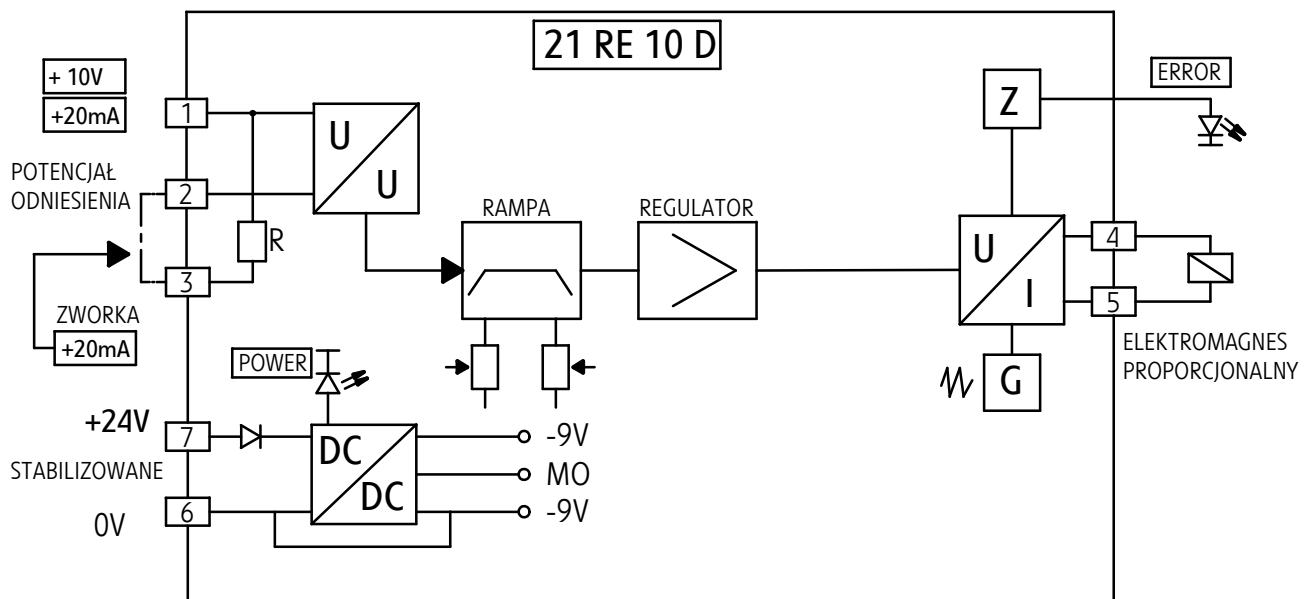 21 RE 10 D
+ 10V
+20mA
1
POTENCJAŁ
ODNIESIENIA
2
3
R
U
U
ZWORKA
+20mA
RAMPA
REGULATOR
Z
ERROR
U
I
4
5
G
ELEKTROMAGNES
PROPORCJONALNY
POWER
+24V
7
STABILIZOWANE
6
0V
DC
DC
-9V
MO
-9V